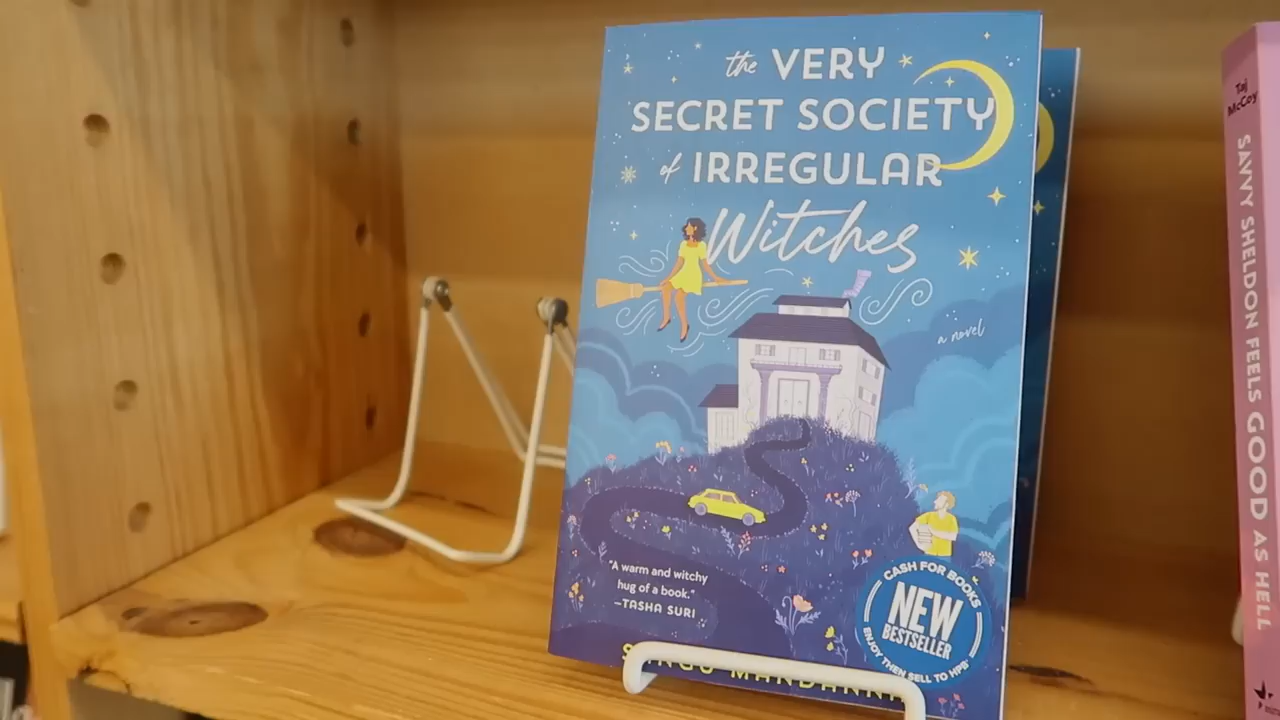 the VERY
SECRET SOCIETY
of IRREGULAR
Witches
a novel
"A warm and witchy
hug of a book."
—TASHA SURI
CASH FOR BOOKS
NEW
BESTSELLER
ENJOY THEN SELL TO HPB
MANDANNA
Taj
McCoy
SAVVY SHELDON FEELS GOOD AS HELL